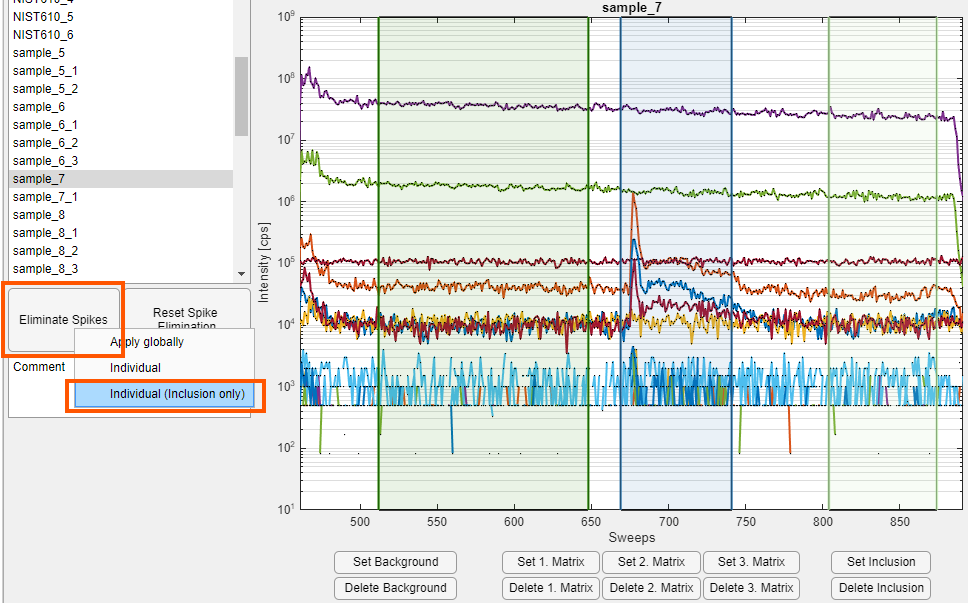 NIST610_4
NIST610_5
NIST610_6
sample_5
sample_5_1
sample_5_2
sample_6
sample_6_1
sample_6_2
sample_6_3
sample_7
sample_7_1
sample_8
sample_8_1
sample_8_2
sample_8_3
Eliminate Spikes
Reset Spike
Elimination
Apply globally
Comment
Individual
Individual (Inclusion only)
sample_7
Intensity [cps]
10^9
10^8
10^7
10^6
10^5
10^4
10^3
10^2
10^1
500 550 600 650 700 750 800 850
Sweeps
Set Background Set 1. Matrix Set 2. Matrix Set 3. Matrix Set Inclusion
Delete Background Delete 1. Matrix Delete 2. Matrix Delete 3. Matrix Delete Inclusion